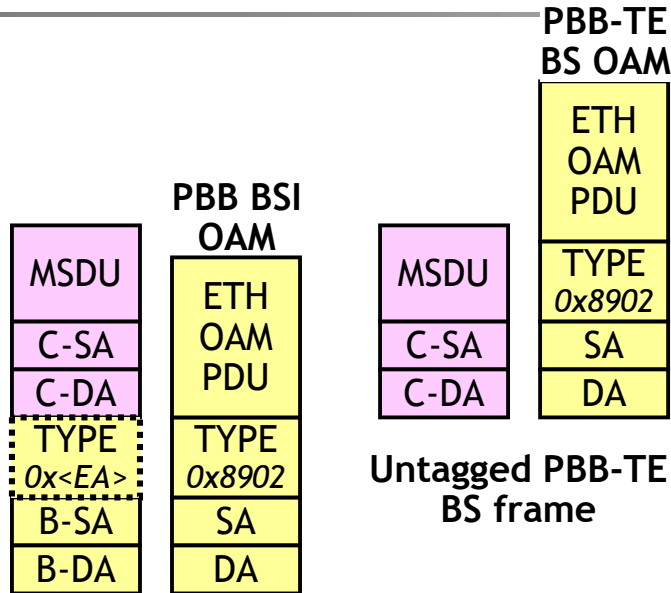 PBB-TE
BS OAM
ETH
OAM
PDU
TYPE
0x8902
SA
DA
PBB BSI
OAM
ETH
OAM
PDU
TYPE
0x8902
SA
DA
MSDU
C-SA
C-DA
TYPE
0x<EA>
B-SA
B-DA
MSDU
C-SA
C-DA
Untagged PBB-TE
BS frame